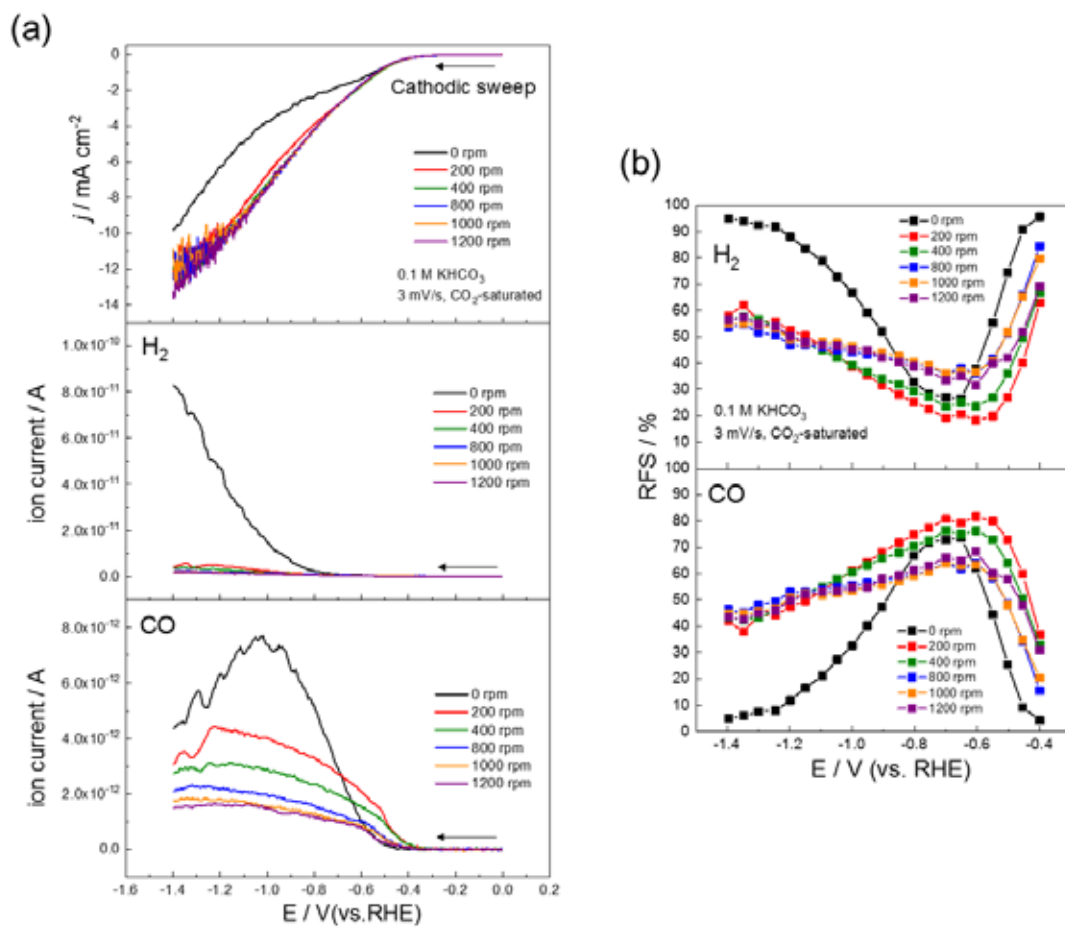 (a)
0
-2
-4
-6
-8
-10
-12
-14
j / mA cm⁻²
Cathodic sweep
0 rpm
200 rpm
400 rpm
800 rpm
1000 rpm
1200 rpm
0.1 M KHCO₃
3 mV/s, CO₂-saturated
H₂
1.0x10⁻¹⁰
8.0x10⁻¹¹
6.0x10⁻¹¹
4.0x10⁻¹¹
2.0x10⁻¹¹
0.0
ion current / A
0 rpm
200 rpm
400 rpm
800 rpm
1000 rpm
1200 rpm
CO
8.0x10⁻¹²
6.0x10⁻¹²
4.0x10⁻¹²
2.0x10⁻¹²
0.0
ion current / A
0 rpm
200 rpm
400 rpm
800 rpm
1000 rpm
1200 rpm
-1.6 -1.4 -1.2 -1.0 -0.8 -0.6 -0.4 -0.2 0.0
E / V(vs.RHE)
(b)
100
90
80
70
60
50
40
30
20
10
H₂
0 rpm
200 rpm
400 rpm
800 rpm
1000 rpm
1200 rpm
0.1 M KHCO₃
3 mV/s, CO₂-saturated
RFS / %
100
90
80
70
60
50
40
30
20
10
0
CO
0 rpm
200 rpm
400 rpm
800 rpm
1000 rpm
1200 rpm
-1.4 -1.2 -1.0 -0.8 -0.6 -0.4
E / V (vs. RHE)